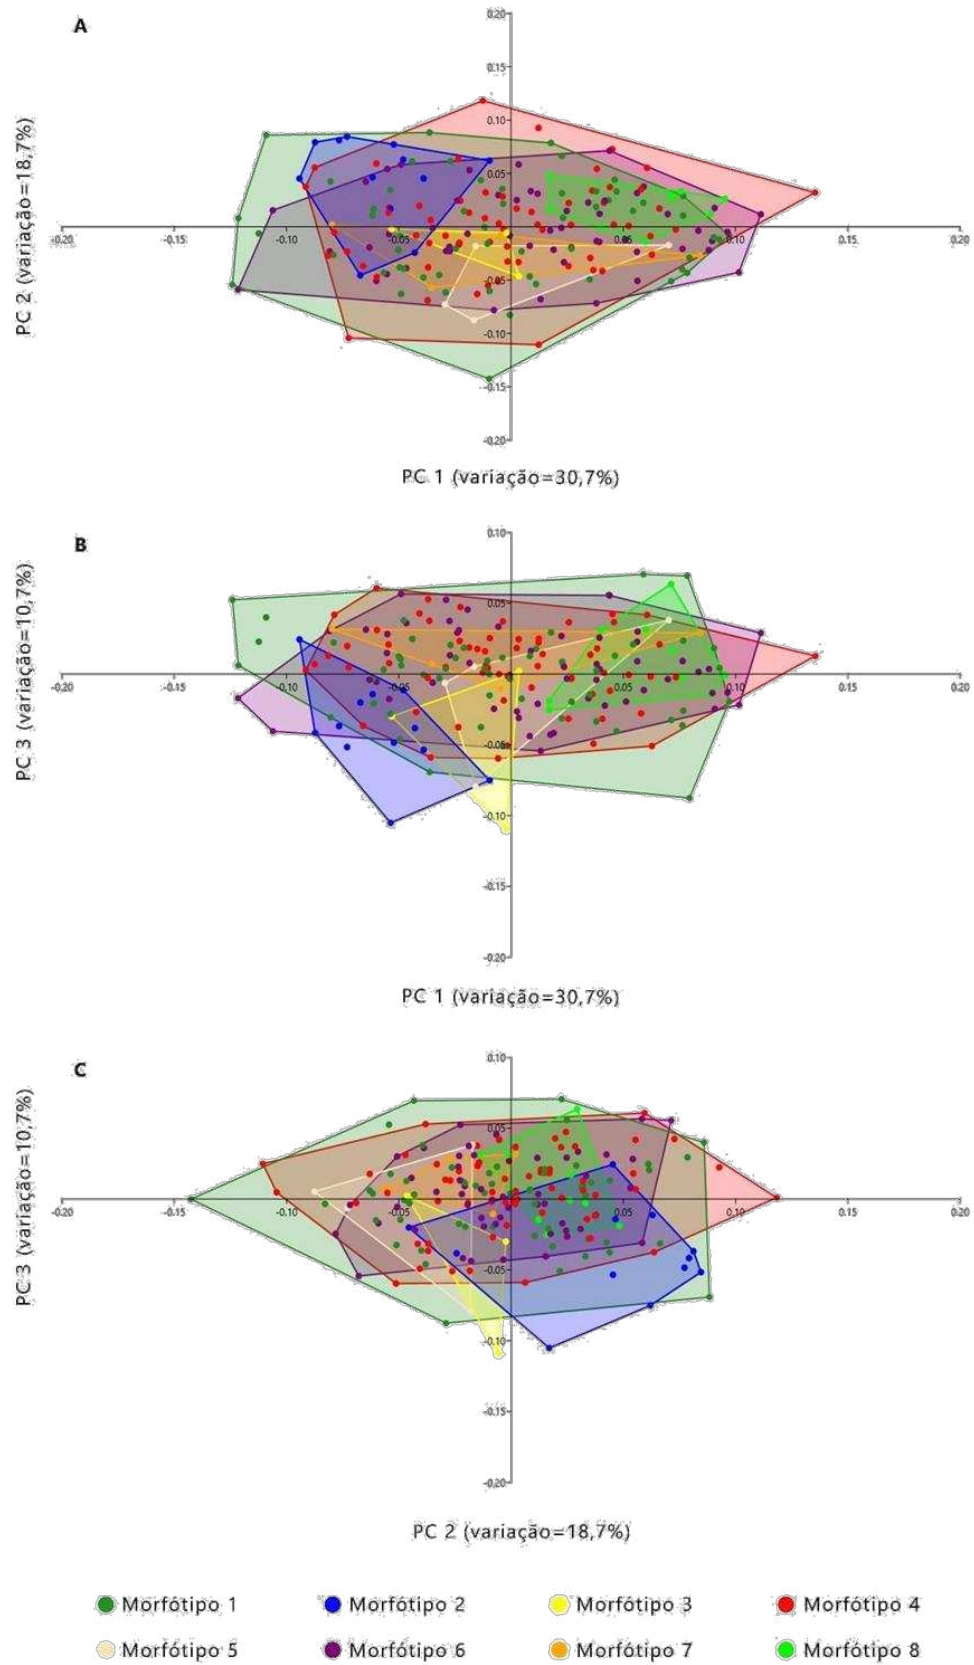 A
0.20
0.15
0.10
0.05
-0.20 -0.15 -0.10 -0.05 0.05 0.10 0.15 0.20
-0.05
-0.10
-0.15
-0.20
PC 2 (variação=18,7%)
PC 1 (variação=30,7%)
B
0.10
0.05
-0.20 -0.15 -0.10 -0.05 0.05 0.10 0.15 0.20
-0.05
-0.10
-0.15
-0.20
PC 3 (variação=10,7%)
PC 1 (variação=30,7%)
C
0.10
0.05
-0.20 -0.15 -0.10 -0.05 0.05 0.10 0.15 0.20
-0.05
-0.10
-0.15
-0.20
PC 3 (variação=10,7%)
PC 2 (variação=18,7%)
Morfótipo 1 Morfótipo 2 Morfótipo 3 Morfótipo 4
Morfótipo 5 Morfótipo 6 Morfótipo 7 Morfótipo 8